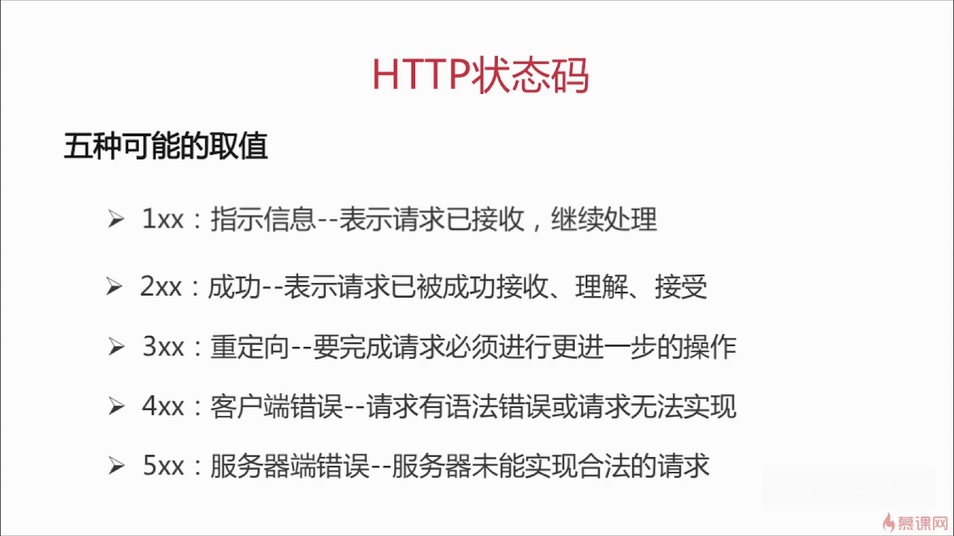 HTTP状态码
五种可能的取值
➢ 1xx：指示信息--表示请求已接收，继续处理
➢ 2xx：成功--表示请求已被成功接收、理解、接受
➢ 3xx：重定向--要完成请求必须进行更进一步的操作
➢ 4xx：客户端错误--请求有语法错误或请求无法实现
➢ 5xx：服务器端错误--服务器未能实现合法的请求
慕课网